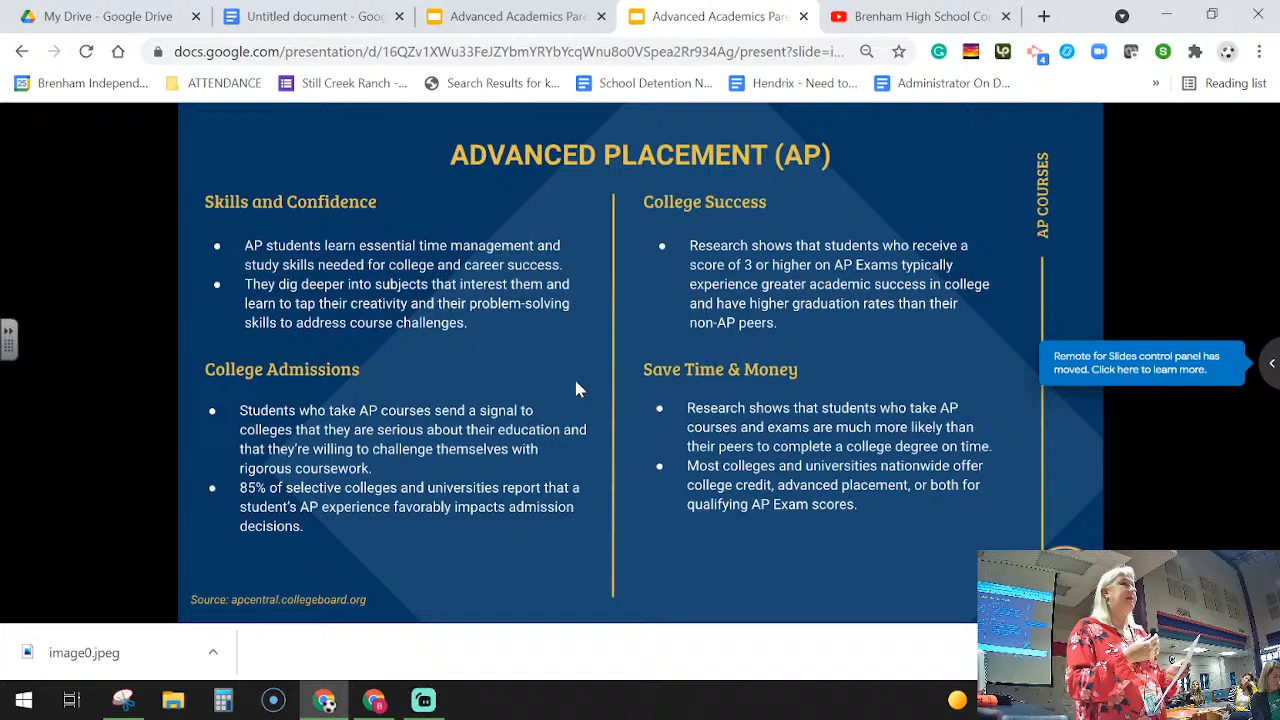 My Google Drive - Google Drive
Untitled document - Google
Advanced Academics Pare
Advanced Academics Pare
Brenham High School Co
docs.google.com/presentation/d/16QZv1XWu33FeJZYbmYRYbYcqWnu8o0VSpea2Rr934Ag/present?slide=i...
4
25
Brenham Independ...
ATTENDANCE
Still Creek Ranch -...
Search Results for k...
School Detention N...
Hendrix - Need to...
Administrator On D...
»
Reading list
ADVANCED PLACEMENT (AP)
Skills and Confidence
● AP students learn essential time management and
study skills needed for college and career success.
● They dig deeper into subjects that interest them and
learn to tap their creativity and their problem-solving
skills to address course challenges.
College Admissions
● Students who take AP courses send a signal to
colleges that they are serious about their education and
that they're willing to challenge themselves with
rigorous coursework.
● 85% of selective colleges and universities report that a
student's AP experience favorably impacts admission
decisions.
Source: apcentral.collegeboard.org
College Success
● Research shows that students who receive a
score of 3 or higher on AP Exams typically
experience greater academic success in college
and have higher graduation rates than their
non-AP peers.
Save Time & Money
● Research shows that students who take AP
courses and exams are much more likely than
their peers to complete a college degree on time.
● Most colleges and universities nationwide offer
college credit, advanced placement, or both for
qualifying AP Exam scores.
AP COURSES
Remote for Slides control panel has
moved. Click here to learn more.
image0.jpeg